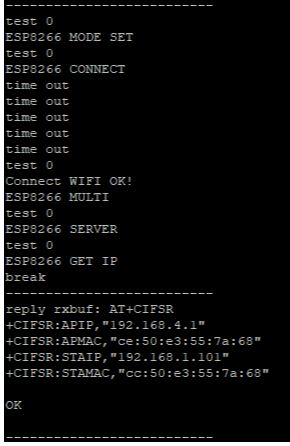 ---------------------------
test 0
ESP8266 MODE SET
test 0
ESP8266 CONNECT
time out
time out
time out
time out
time out
test 0
Connect WIFI OK!
ESP8266 MULTI
test 0
ESP8266 SERVER
test 0
ESP8266 GET IP
break
---------------------------
reply rxbuf: AT+CIFSR
+CIFSR:APIP,"192.168.4.1"
+CIFSR:APMAC,"ce:50:e3:55:7a:68"
+CIFSR:STAIP,"192.168.1.101"
+CIFSR:STAMAC,"cc:50:e3:55:7a:68"
OK
---------------------------